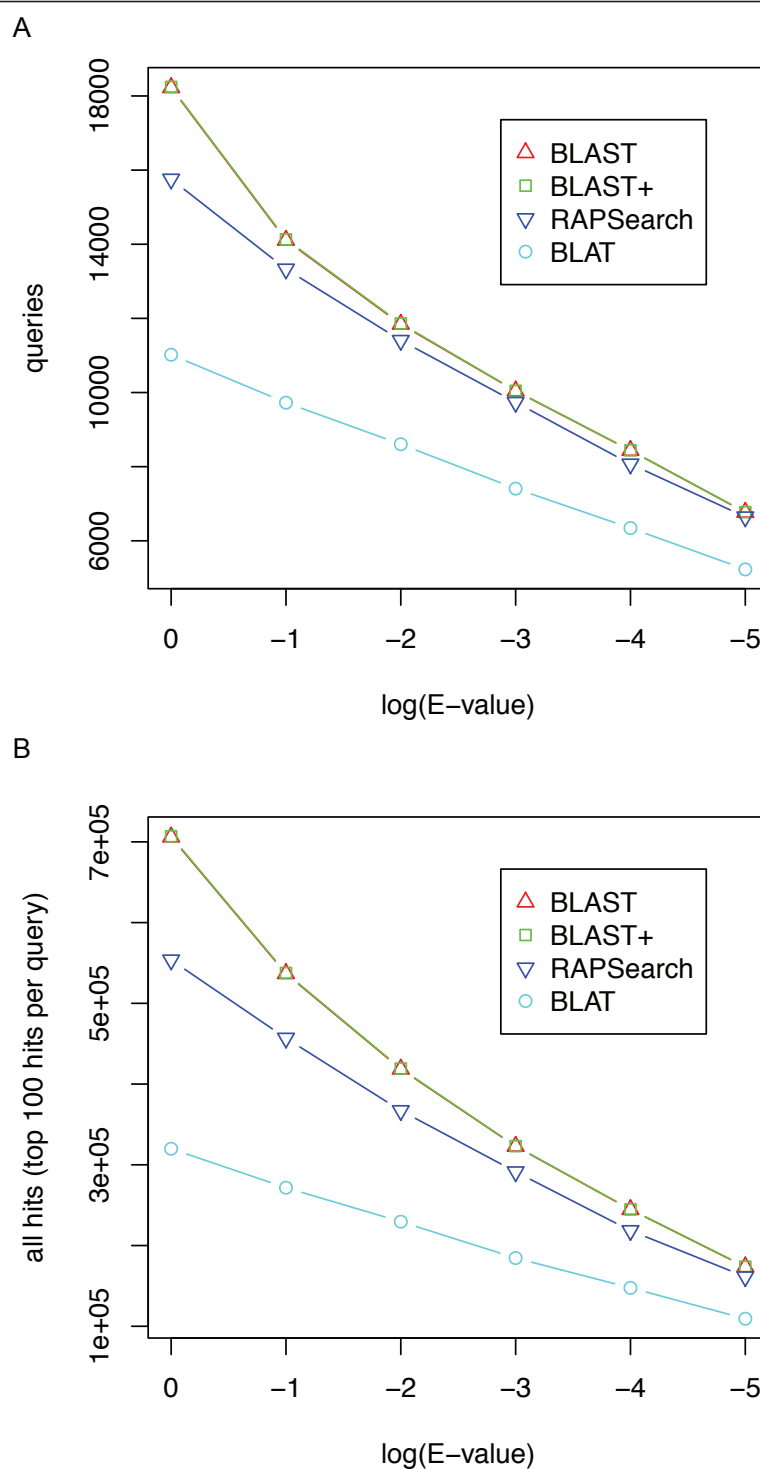 A
18000
14000
10000
6000
queries
BLAST
BLAST+
RAPSearch
BLAT
0 −1 −2 −3 −4 −5
log(E−value)
B
7e+05
5e+05
3e+05
1e+05
all hits (top 100 hits per query)
BLAST
BLAST+
RAPSearch
BLAT
0 −1 −2 −3 −4 −5
log(E−value)